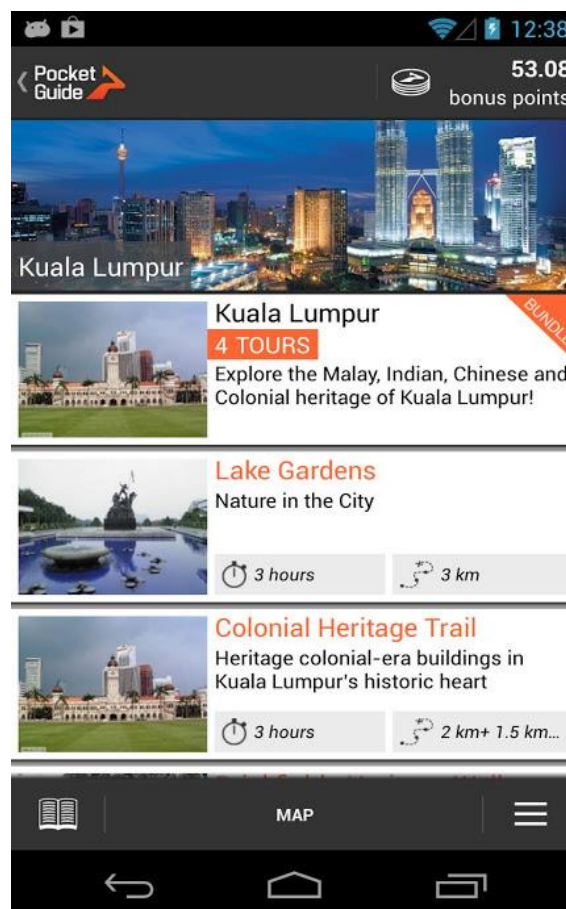 12:38
Pocket
Guide
53.08
bonus points
Kuala Lumpur
Kuala Lumpur
BUNDLE
4 TOURS
Explore the Malay, Indian, Chinese and
Colonial heritage of Kuala Lumpur!
Lake Gardens
Nature in the City
3 hours
3 km
Colonial Heritage Trail
Heritage colonial-era buildings in
Kuala Lumpur's historic heart
3 hours
2 km+ 1.5 km...
MAP